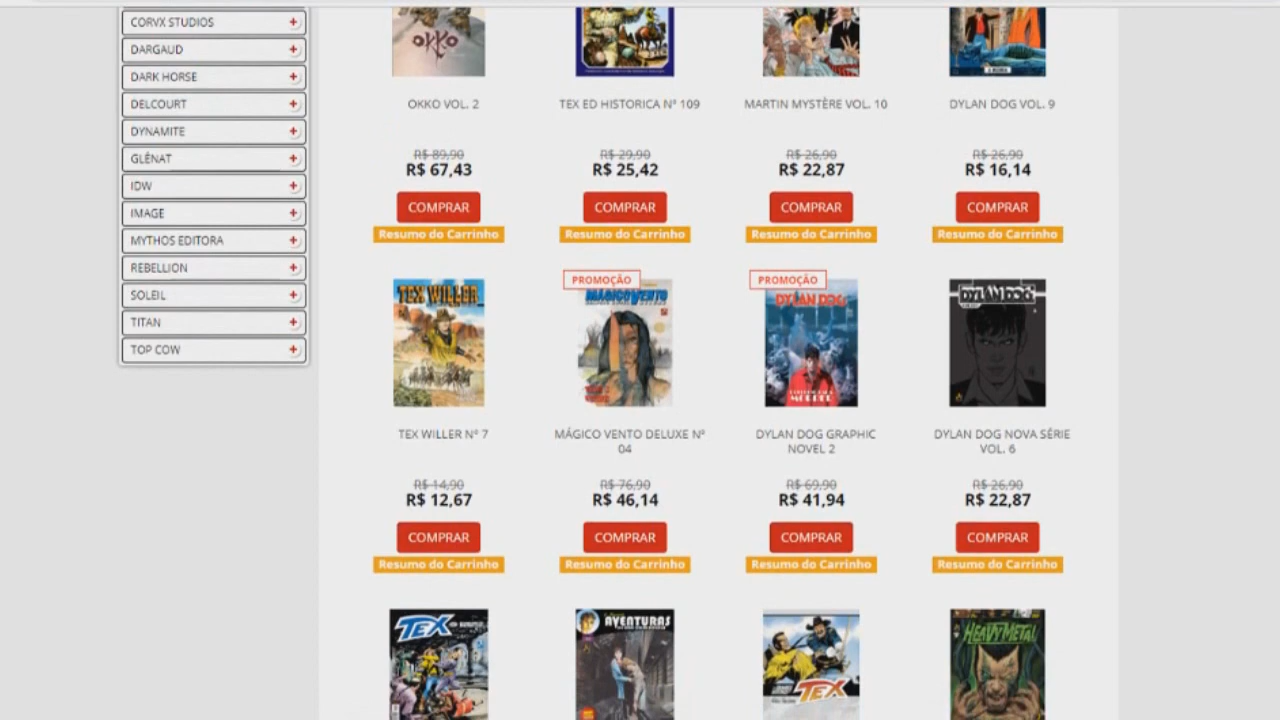 CORVX STUDIOS +
DARGAUD +
DARK HORSE +
DELCOURT +
DYNAMITE +
GLÉNAT +
IDW +
IMAGE +
MYTHOS EDITORA +
REBELLION +
SOLEIL +
TITAN +
TOP COW +
OKKO
OKKO VOL. 2
TEX ED HISTORICA Nº 109
MARTIN MYSTÈRE VOL. 10
DYLAN DOG VOL. 9
R$ 89,90
R$ 29,90
R$ 26,90
R$ 26,90
R$ 67,43
R$ 25,42
R$ 22,87
R$ 16,14
COMPRAR
COMPRAR
COMPRAR
COMPRAR
Resumo do Carrinho
Resumo do Carrinho
Resumo do Carrinho
Resumo do Carrinho
PROMOÇÃO
PROMOÇÃO
TEX WILLER
MÁGICO VENTO
DYLAN DOG
DYLAN DOG
TEX WILLER Nº 7
MÁGICO VENTO DELUXE Nº
04
DYLAN DOG GRAPHIC
NOVEL 2
DYLAN DOG NOVA SÉRIE
VOL. 6
R$ 14,90
R$ 76,90
R$ 69,90
R$ 26,90
R$ 12,67
R$ 46,14
R$ 41,94
R$ 22,87
COMPRAR
COMPRAR
COMPRAR
COMPRAR
Resumo do Carrinho
Resumo do Carrinho
Resumo do Carrinho
Resumo do Carrinho
TEX
AVENTURAS
TEX
HEAVY METAL